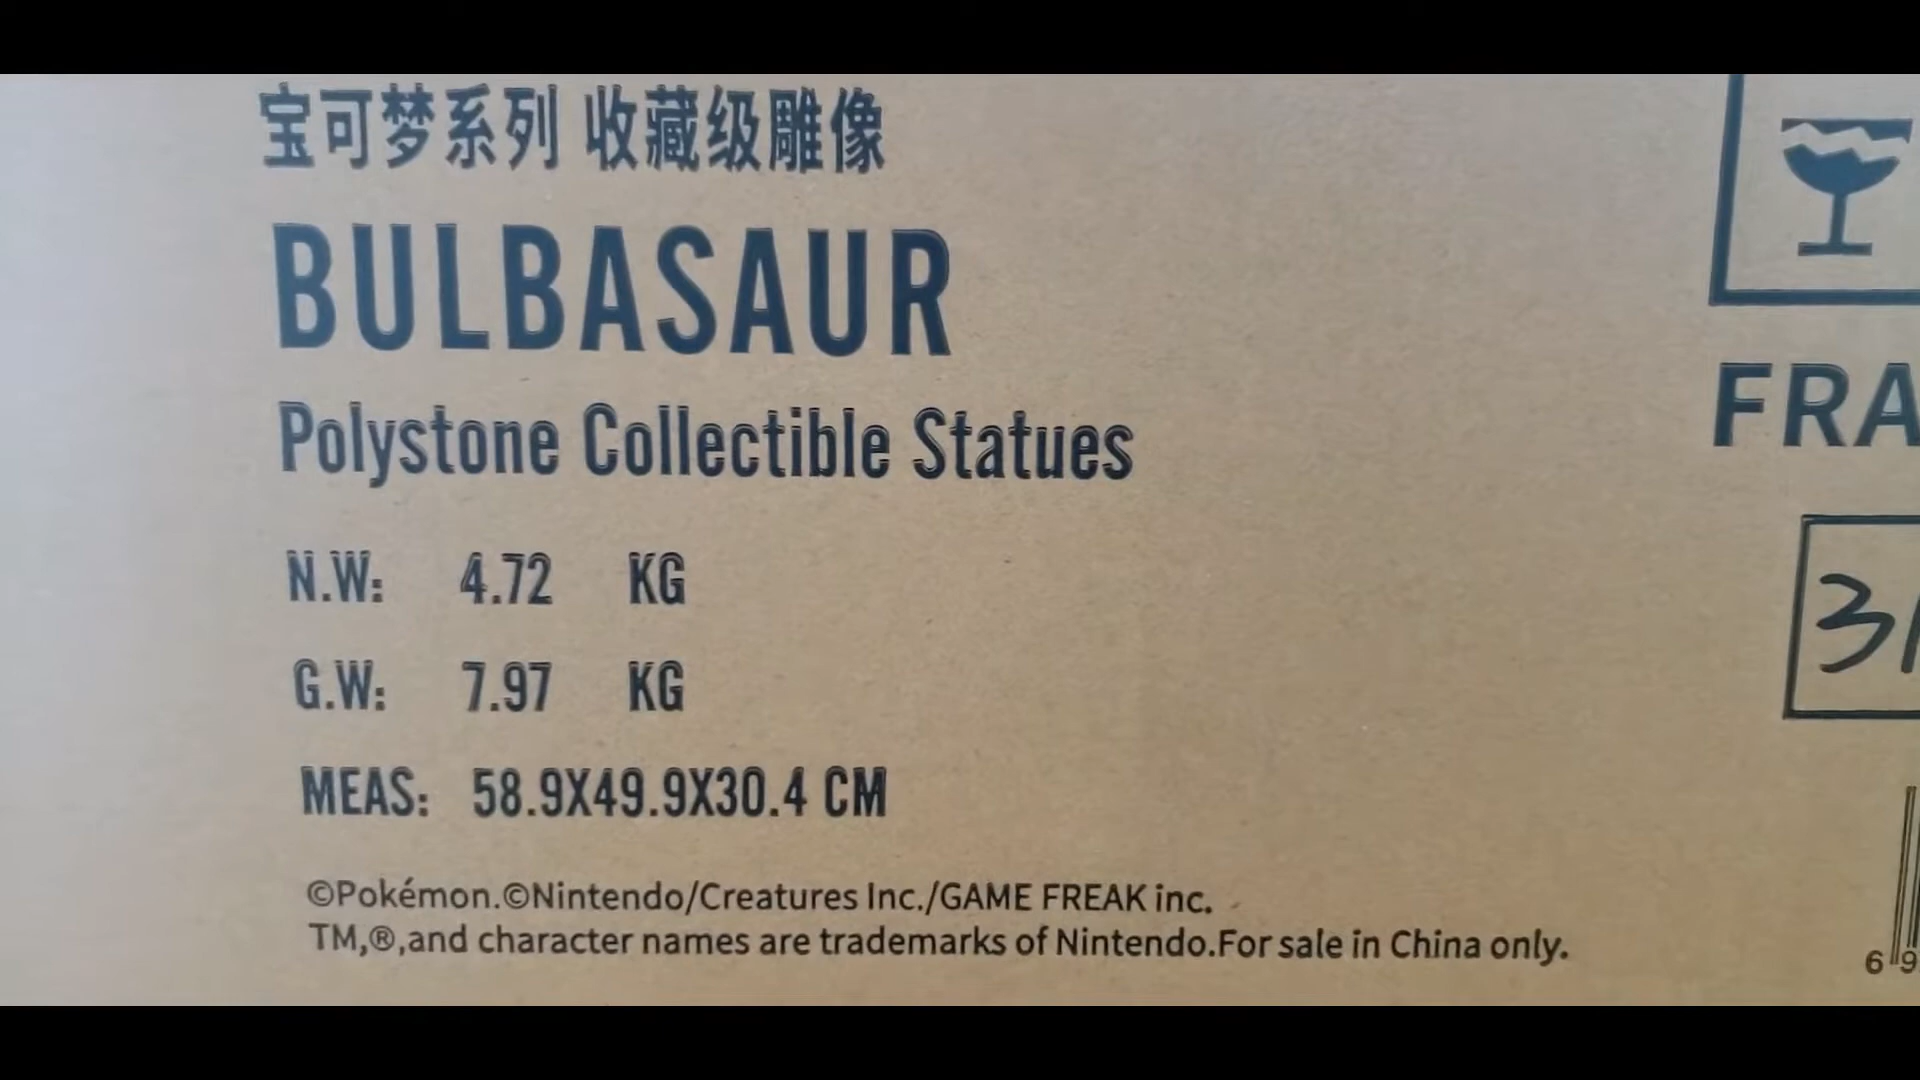 宝可梦系列 收藏级雕像
BULBASAUR
Polystone Collectible Statues
N.W: 4.72 KG
G.W: 7.97 KG
MEAS: 58.9X49.9X30.4 CM
©Pokémon.©Nintendo/Creatures Inc./GAME FREAK inc.
TM,®,and character names are trademarks of Nintendo.For sale in China only.
FRA
3
69